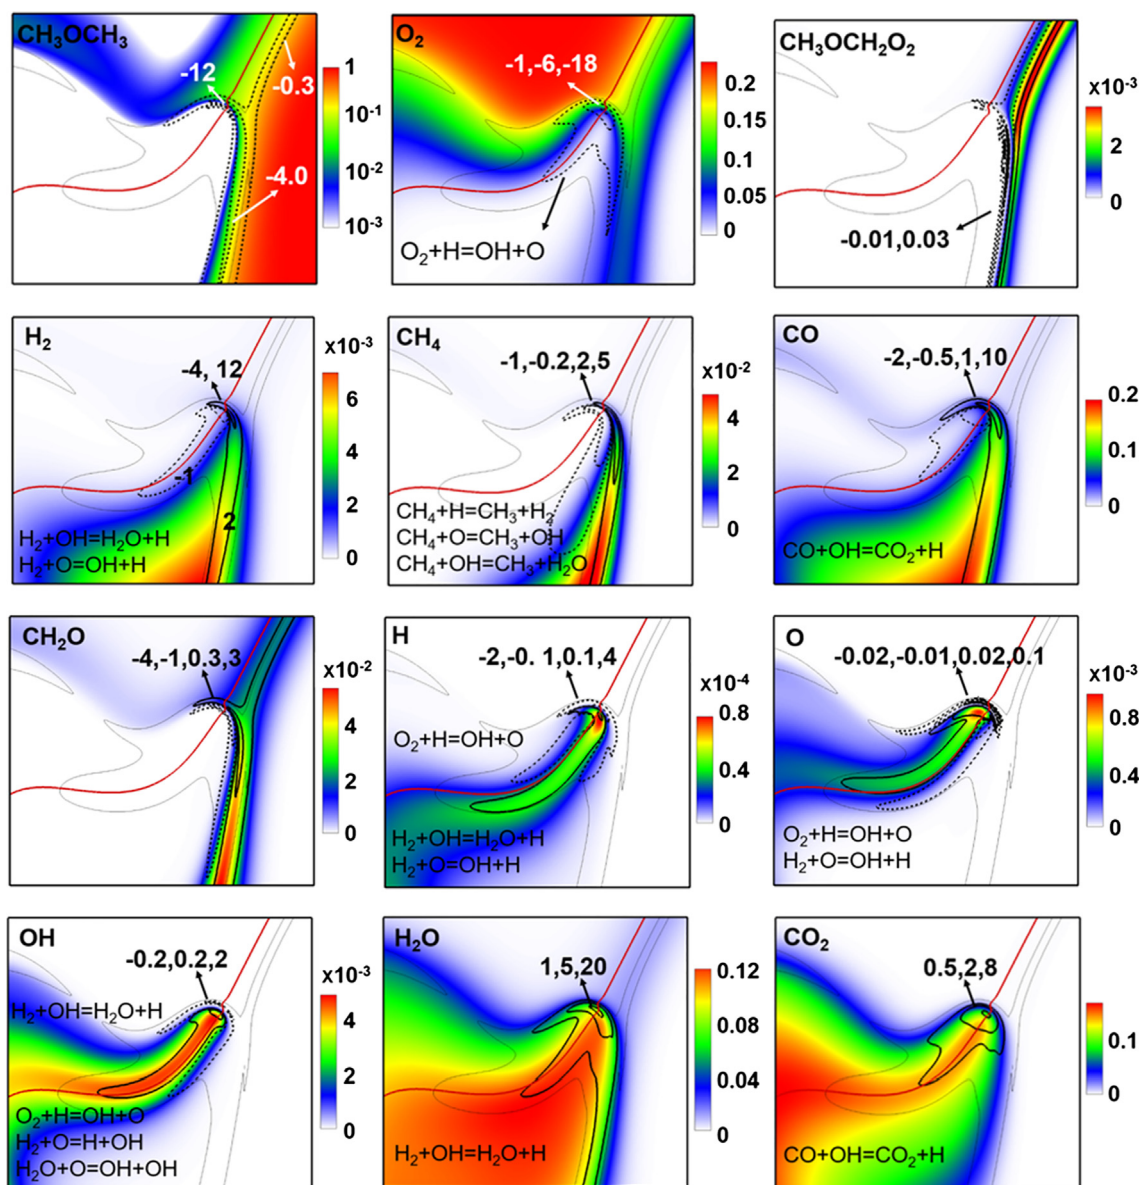 CH₃OCH₃
-12
-0.3
-4.0
1
10⁻¹
10⁻²
10⁻³
O₂
-1,-6,-18
O₂+H=OH+O
0.2
0.15
0.1
0.05
0
CH₃OCH₂O₂
-0.01,0.03
x10⁻³
2
0
H₂
-4, 12
-1
2
H₂+OH=H₂O+H
H₂+O=OH+H
x10⁻³
6
4
2
0
CH₄
-1,-0.2,2,5
CH₄+H=CH₃+H₂
CH₄+O=CH₃+OH
CH₄+OH=CH₃+H₂O
x10⁻²
4
2
0
CO
-2,-0.5,1,10
CO+OH=CO₂+H
0.2
0.1
0
CH₂O
-4,-1,0.3,3
x10⁻²
4
2
0
H
-2,-0. 1,0.1,4
O₂+H=OH+O
H₂+OH=H₂O+H
H₂+O=OH+H
x10⁻⁴
0.8
0.4
0
O
-0.02,-0.01,0.02,0.1
O₂+H=OH+O
H₂+O=OH+H
x10⁻³
0.8
0.4
0
OH
-0.2,0.2,2
H₂+OH=H₂O+H
O₂+H=OH+O
H₂+O=H+OH
H₂O+O=OH+OH
x10⁻³
4
2
0
H₂O
1,5,20
H₂+OH=H₂O+H
0.12
0.08
0.04
0
CO₂
0.5,2,8
CO+OH=CO₂+H
0.1
0